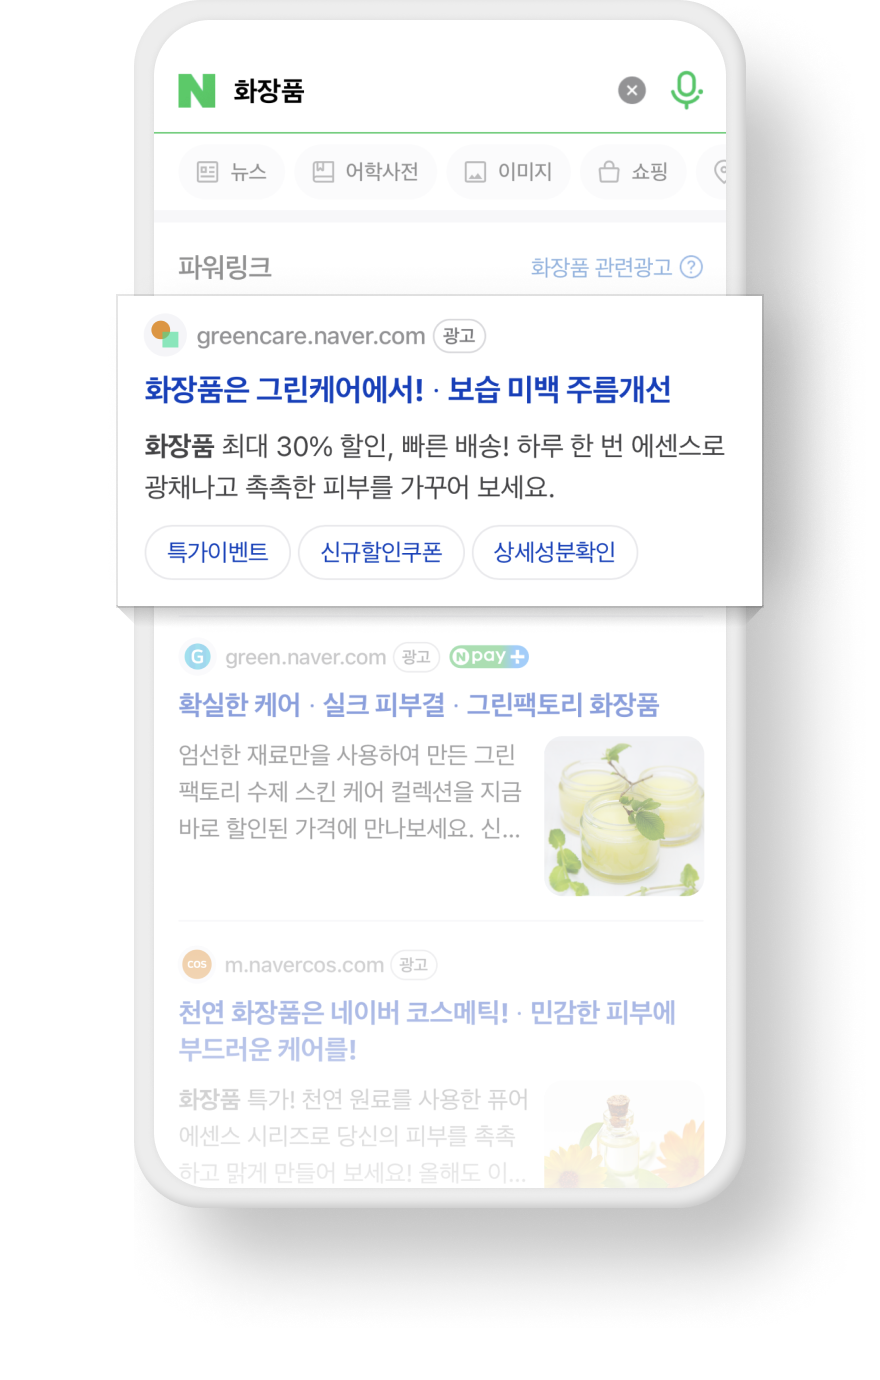 N 화장품
뉴스 어학사전 이미지 쇼핑
파워링크 화장품 관련광고 ?
greencare.naver.com 광고
화장품은 그린케어에서! · 보습 미백 주름개선
화장품 최대 30% 할인, 빠른 배송! 하루 한 번 에센스로
광채나고 촉촉한 피부를 가꾸어 보세요.
특가이벤트 신규할인쿠폰 상세성분확인
G green.naver.com 광고 N pay +
확실한 케어 · 실크 피부결 · 그린팩토리 화장품
엄선한 재료만을 사용하여 만든 그린
팩토리 수제 스킨 케어 컬렉션을 지금
바로 할인된 가격에 만나보세요. 신...
cos m.navercos.com 광고
천연 화장품은 네이버 코스메틱! · 민감한 피부에
부드러운 케어를!
화장품 특가! 천연 원료를 사용한 퓨어
에센스 시리즈로 당신의 피부를 촉촉
하고 맑게 만들어 보세요! 올해도 이...